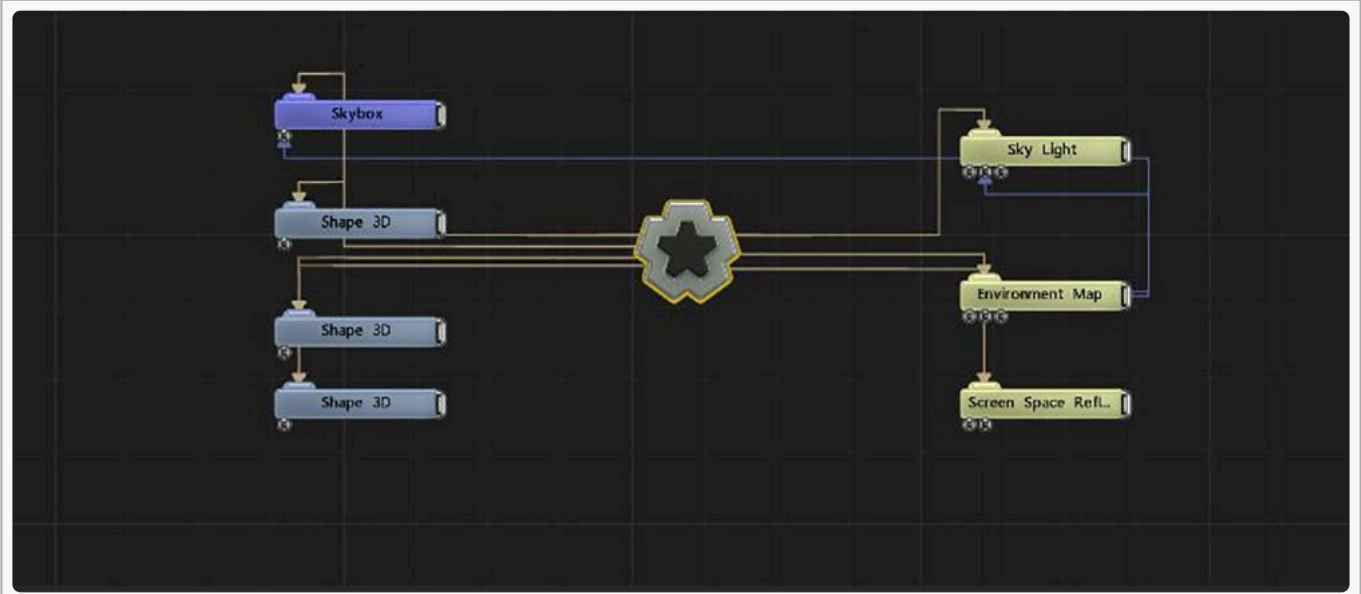 Skybox
Sky Light
Shape 3D
Environment Map
Shape 3D
Shape 3D
Screen Space Refl..